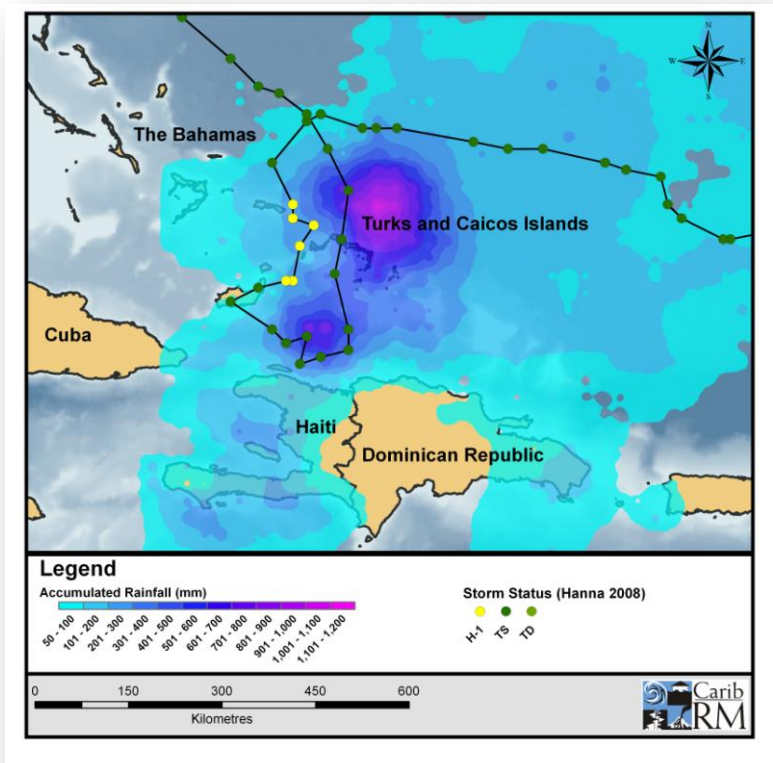 N
W E
S
The Bahamas
Turks and Caicos Islands
Cuba
Haiti
Dominican Republic
Legend
Accumulated Rainfall (mm)
50 - 100
101 - 200
201 - 300
301 - 400
401 - 500
501 - 600
601 - 700
701 - 800
801 - 900
901 - 1,000
1,001 - 1,100
1,101 - 1,200
Storm Status (Hanna 2008)
H-1
TS
TD
0 150 300 450 600
Kilometres
Carib
RM